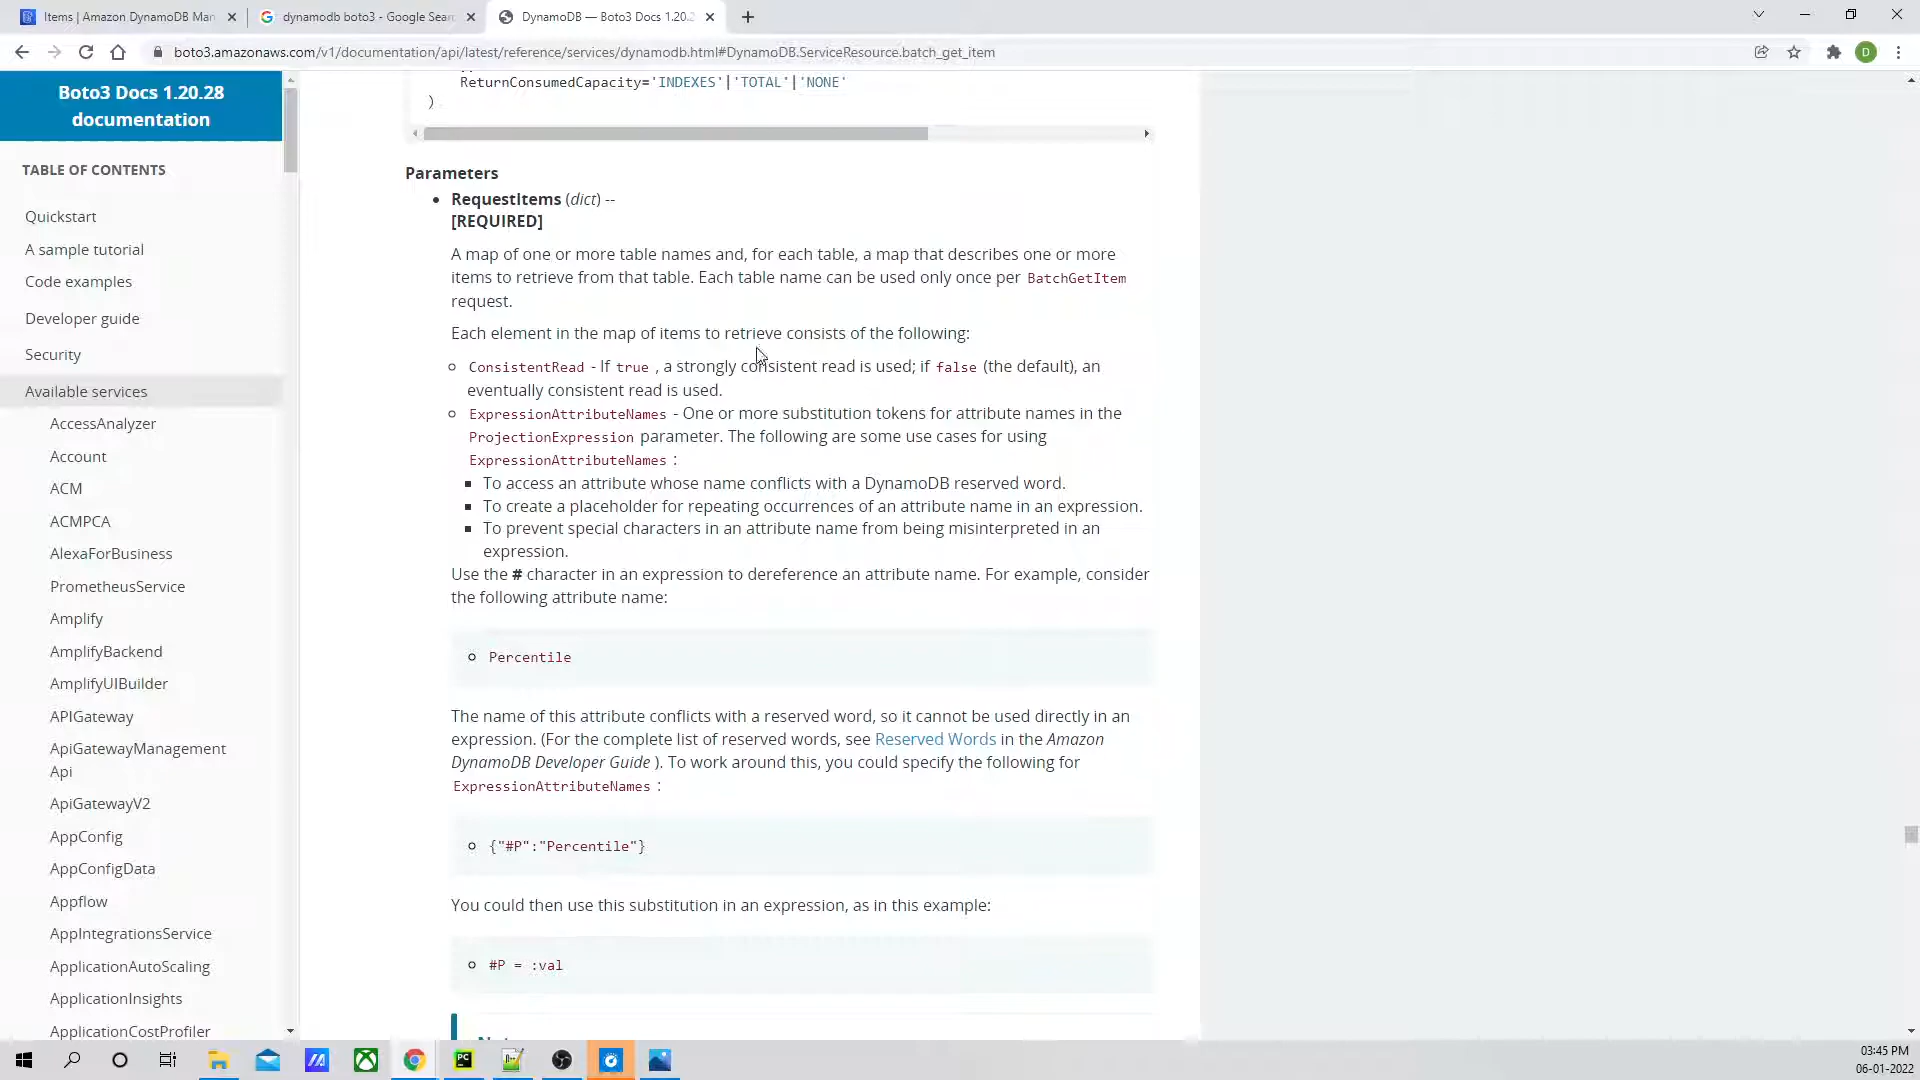 Items | Amazon DynamoDB Man
dynamodb boto3 - Google Sear
DynamoDB — Boto3 Docs 1.20.2
boto3.amazonaws.com/v1/documentation/api/latest/reference/services/dynamodb.html#DynamoDB.ServiceResource.batch_get_item
D
Boto3 Docs 1.20.28
documentation
TABLE OF CONTENTS
Quickstart
A sample tutorial
Code examples
Developer guide
Security
Available services
AccessAnalyzer
Account
ACM
ACMPCA
AlexaForBusiness
PrometheusService
Amplify
AmplifyBackend
AmplifyUIBuilder
APIGateway
ApiGatewayManagement
Api
ApiGatewayV2
AppConfig
AppConfigData
Appflow
AppIntegrationsService
ApplicationAutoScaling
ApplicationInsights
ApplicationCostProfiler
ReturnConsumedCapacity='INDEXES'|'TOTAL'|'NONE'
)
Parameters
RequestItems (dict) --
[REQUIRED]
A map of one or more table names and, for each table, a map that describes one or more
items to retrieve from that table. Each table name can be used only once per BatchGetItem
request.
Each element in the map of items to retrieve consists of the following:
ConsistentRead - If true , a strongly consistent read is used; if false (the default), an
eventually consistent read is used.
ExpressionAttributeNames - One or more substitution tokens for attribute names in the
ProjectionExpression parameter. The following are some use cases for using
ExpressionAttributeNames :
To access an attribute whose name conflicts with a DynamoDB reserved word.
To create a placeholder for repeating occurrences of an attribute name in an expression.
To prevent special characters in an attribute name from being misinterpreted in an
expression.
Use the # character in an expression to dereference an attribute name. For example, consider
the following attribute name:
Percentile
The name of this attribute conflicts with a reserved word, so it cannot be used directly in an
expression. (For the complete list of reserved words, see Reserved Words in the Amazon
DynamoDB Developer Guide ). To work around this, you could specify the following for
ExpressionAttributeNames :
{"#P":"Percentile"}
You could then use this substitution in an expression, as in this example:
#P = :val
PC
03:45 PM
06-01-2022